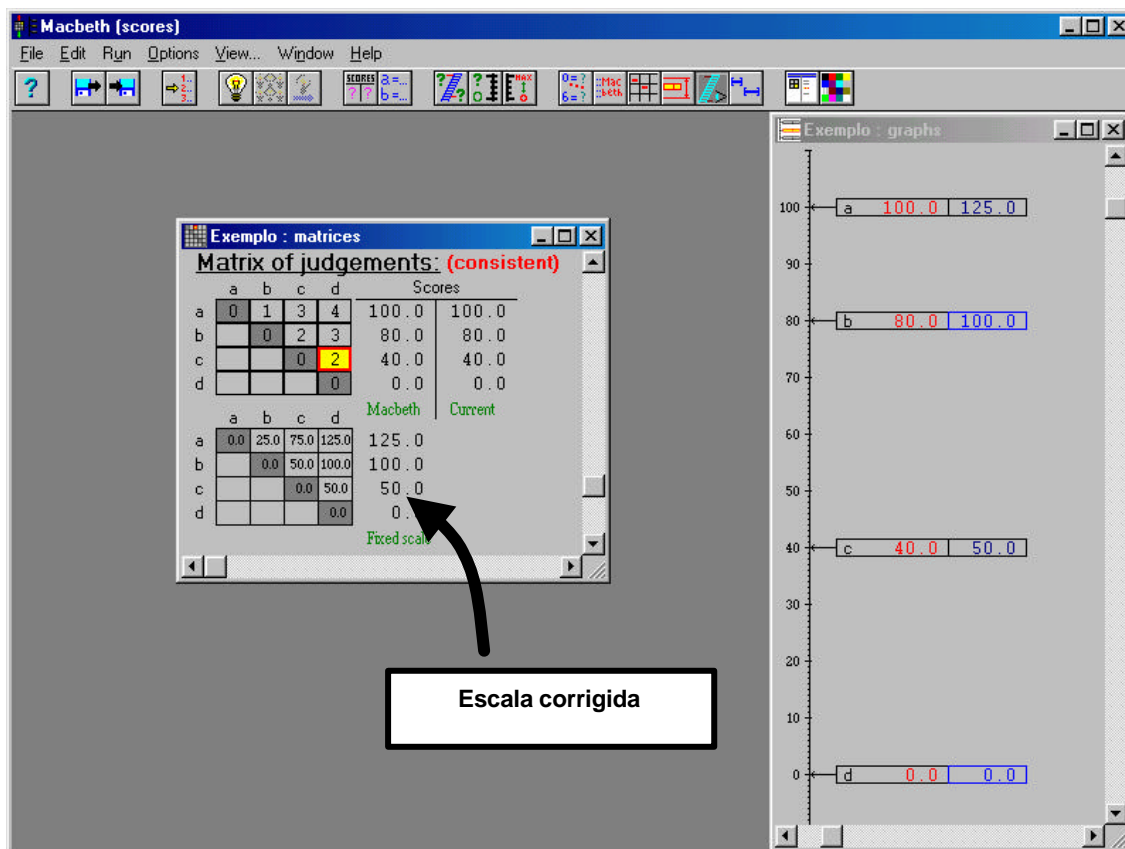 Macbeth (scores)
File Edit Run Options View... Window Help
Exemplo : graphs
Exemplo : matrices
Matrix of judgements: (consistent)
a b c d Scores
a 0 1 3 4 100.0 100.0
b 0 2 3 80.0 80.0
c 0 2 40.0 40.0
d 0 0.0 0.0
Macbeth Current
a b c d
a 0.0 25.0 75.0 125.0 125.0
b 0.0 50.0 100.0 100.0
c 0.0 50.0 50.0
d 0.0
Fixed scale
Escala corrigida
100 a 100.0 125.0
90
80 b 80.0 100.0
70
60
50
40 c 40.0 50.0
30
20
10
0 d 0.0 0.0